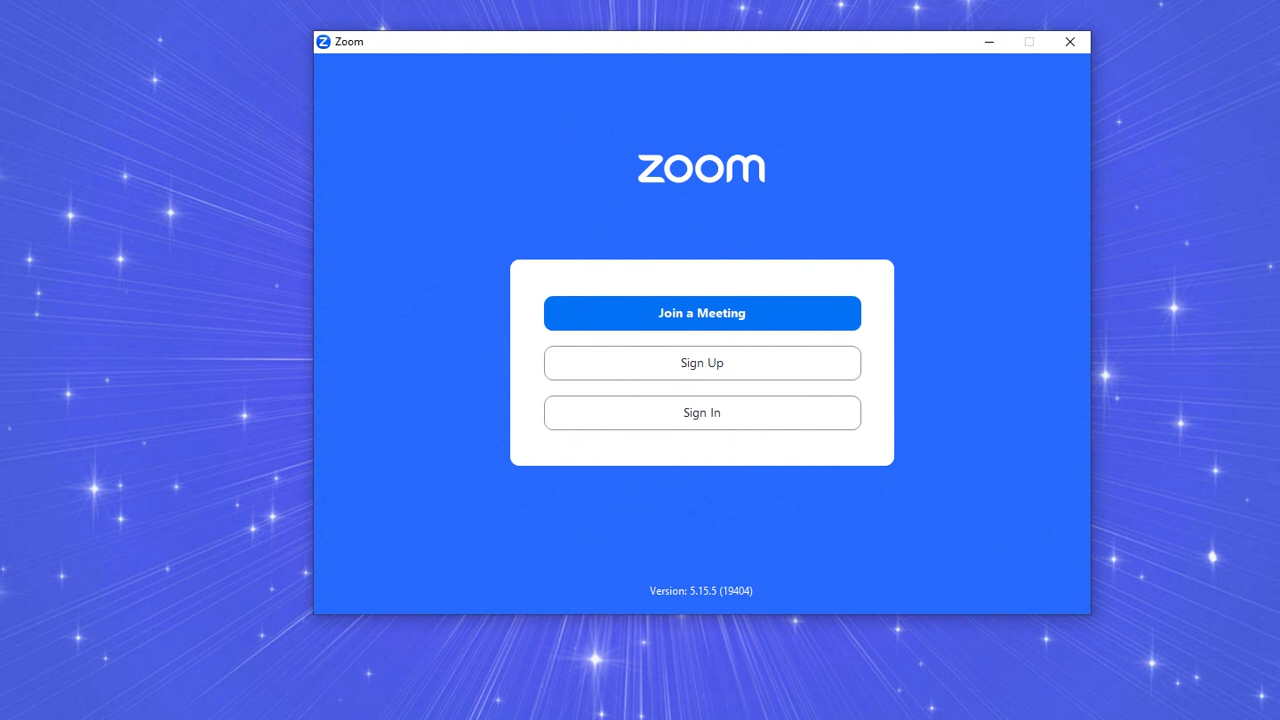 Zoom
zoom
Join a Meeting
Sign Up
Sign In
Version: 5.15.5 (19404)